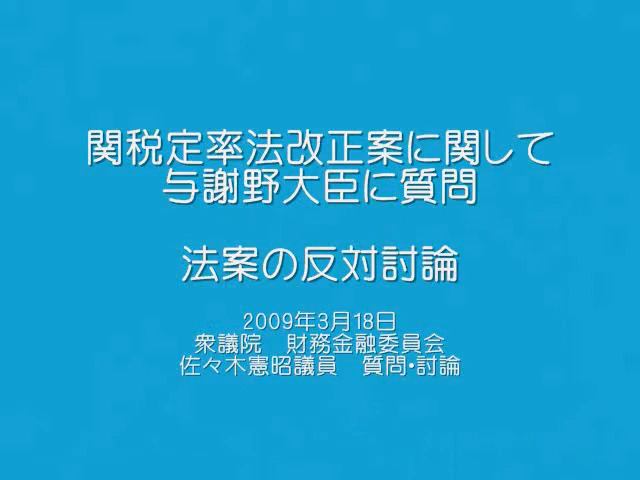 関税定率法改正案に関して
与謝野大臣に質問
法案の反対討論
2009年3月18日
衆議院　財務金融委員会
佐々木憲昭議員　質問・討論